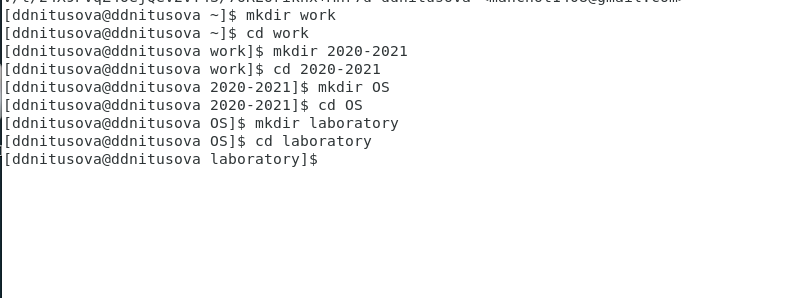 [ddnitusova@ddnitusova ~]$ mkdir work
[ddnitusova@ddnitusova ~]$ cd work
[ddnitusova@ddnitusova work]$ mkdir 2020-2021
[ddnitusova@ddnitusova work]$ cd 2020-2021
[ddnitusova@ddnitusova 2020-2021]$ mkdir OS
[ddnitusova@ddnitusova 2020-2021]$ cd OS
[ddnitusova@ddnitusova OS]$ mkdir laboratory
[ddnitusova@ddnitusova OS]$ cd laboratory
[ddnitusova@ddnitusova laboratory]$